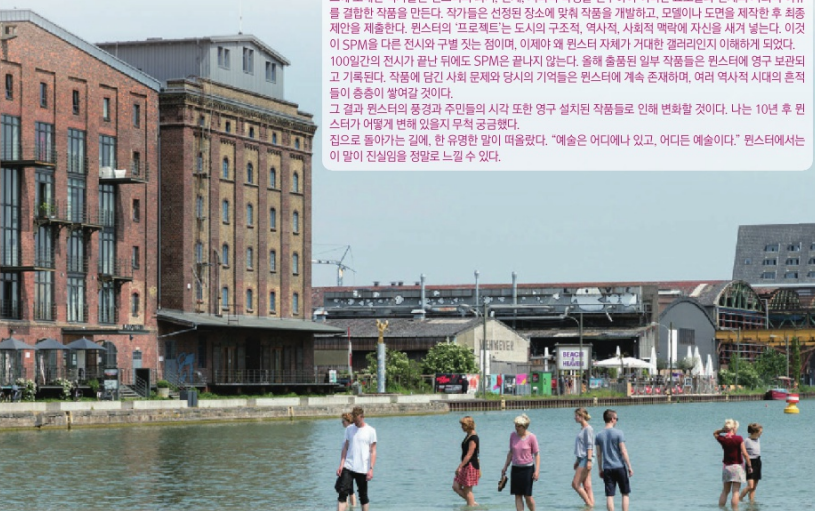 를 결합한 작품을 만든다. 작가들은 선정된 장소에 맞춰 작품을 개발하고, 모델이나 도면을 제작한 후 최종
제안을 제출한다. 뮌스터의 ‘프로젝트’는 도시의 구조적, 역사적, 사회적 맥락에 자신을 새겨 넣는다. 이것
이 SPM을 다른 전시와 구별 짓는 점이며, 이제야 왜 뮌스터 자체가 거대한 갤러리인지 이해하게 되었다.
100일간의 전시가 끝난 뒤에도 SPM은 끝나지 않는다. 올해 출품된 일부 작품들은 뮌스터에 영구 보관되
고 기록된다. 작품에 담긴 사회 문제와 당시의 기억들은 뮌스터에 계속 존재하며, 여러 역사적 시대의 흔적
들이 층층이 쌓여갈 것이다.
그 결과 뮌스터의 풍경과 주민들의 시각 또한 영구 설치된 작품들로 인해 변화할 것이다. 나는 10년 후 뮌
스터가 어떻게 변해 있을지 무척 궁금했다.
집으로 돌아가는 길에, 한 유명한 말이 떠올랐다. “예술은 어디에나 있고, 어디든 예술이다.” 뮌스터에서는
이 말이 진실임을 정말로 느낄 수 있다.